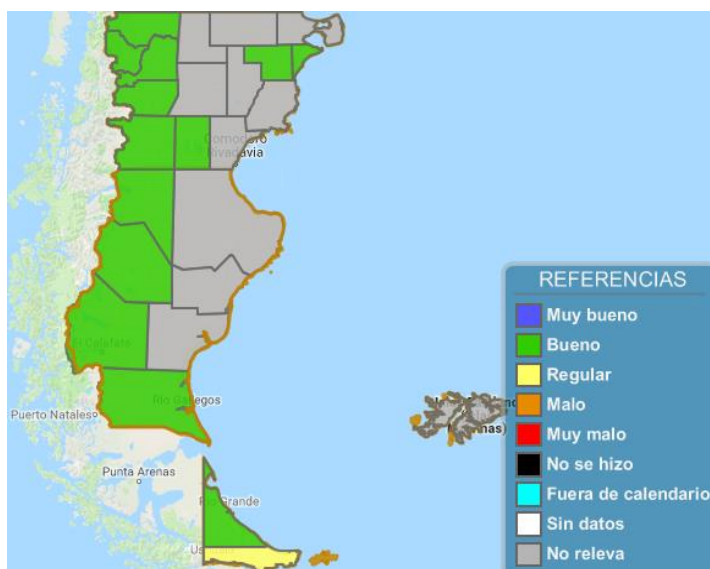 Comodoro
Rivadavia
El Calafate
Río Gallegos
Puerto Natales
Punta Arenas
Río Grande
REFERENCIAS
Muy bueno
Bueno
Regular
Malo
Muy malo
No se hizo
Fuera de calendario
Sin datos
No releva